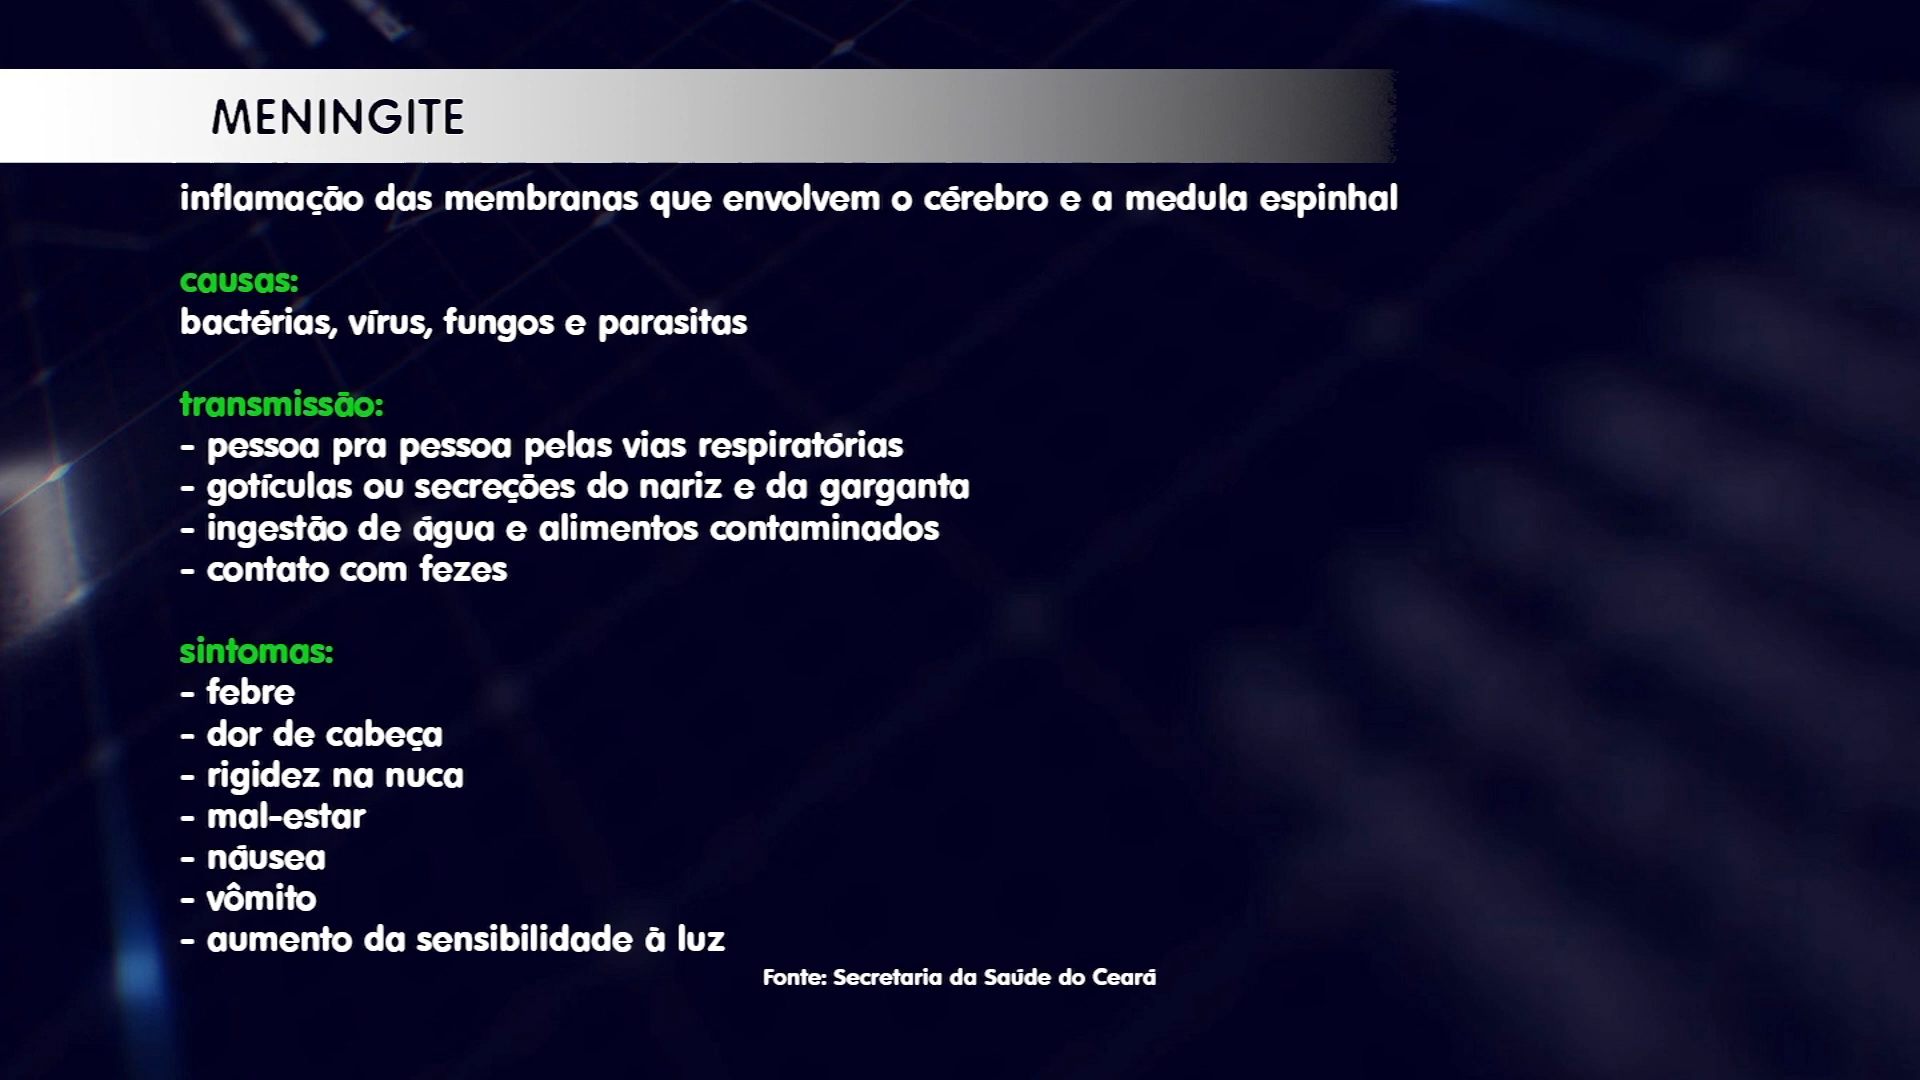 MENINGITE
inflamação das membranas que envolvem o cérebro e a medula espinhal
causas:
bactérias, vírus, fungos e parasitas
transmissão:
- pessoa pra pessoa pelas vias respiratórias
- gotículas ou secreções do nariz e da garganta
- ingestão de água e alimentos contaminados
- contato com fezes
sintomas:
- febre
- dor de cabeça
- rigidez na nuca
- mal-estar
- náusea
- vômito
- aumento da sensibilidade à luz
Fonte: Secretaria da Saúde do Ceará